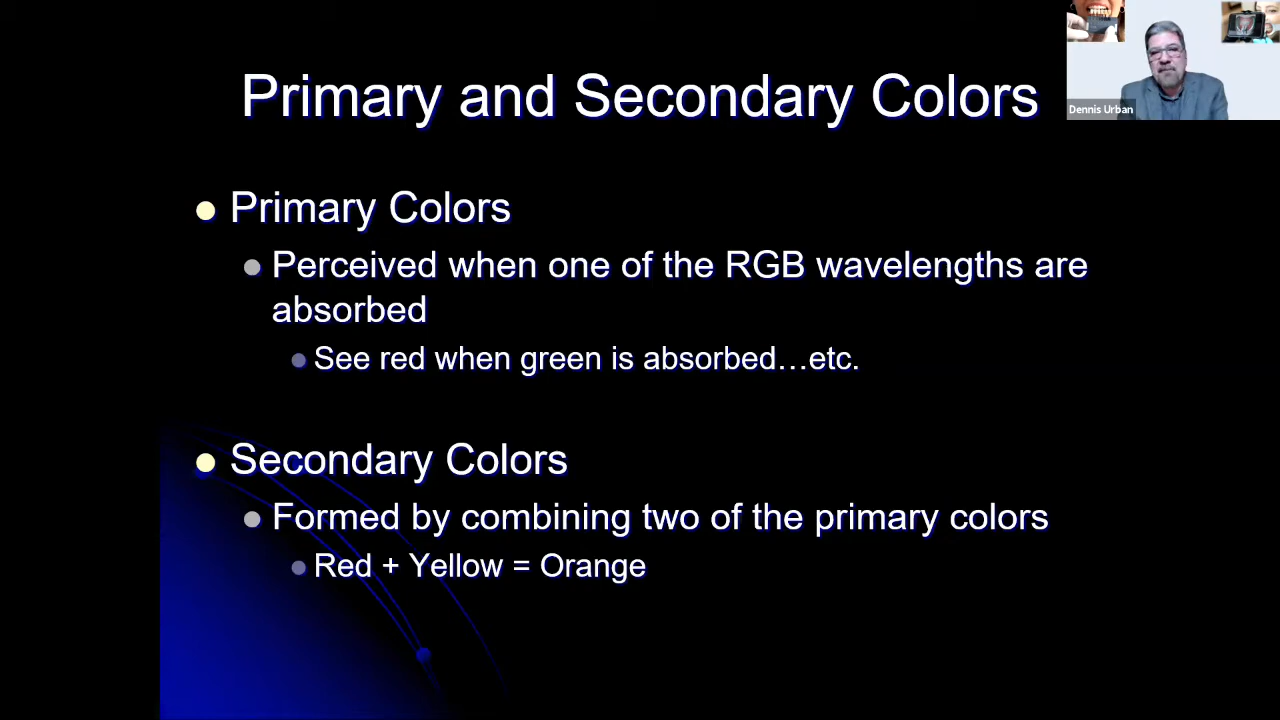 Primary and Secondary Colors
Dennis Urban
Primary Colors
Perceived when one of the RGB wavelengths are
absorbed
See red when green is absorbed…etc.
Secondary Colors
Formed by combining two of the primary colors
Red + Yellow = Orange